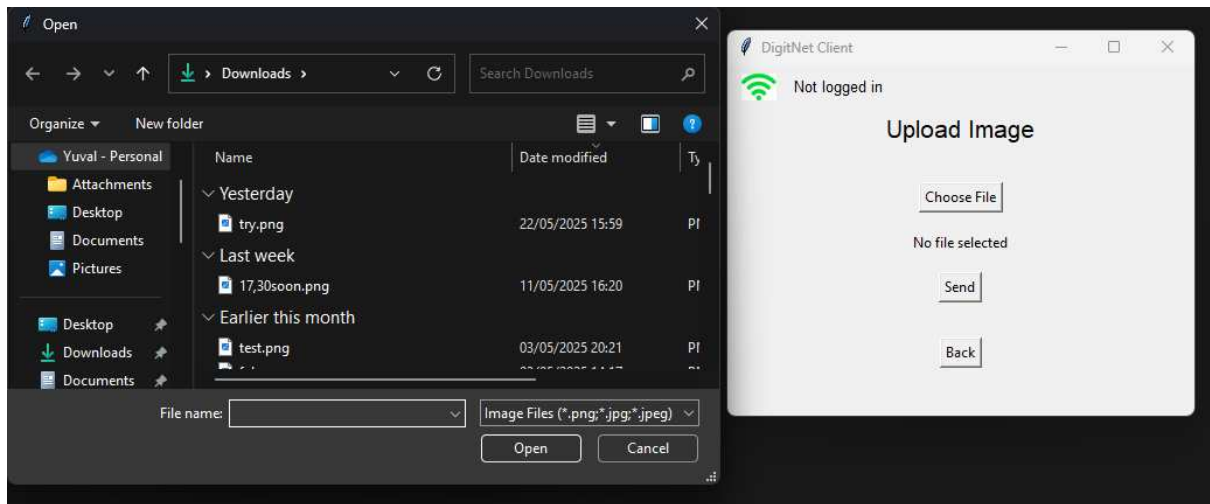 Open
Downloads
Search Downloads
Organize
New folder
Yuval - Personal
Attachments
Desktop
Documents
Pictures
Desktop
Downloads
Documents
Name
Date modified
Yesterday
try.png
22/05/2025 15:59
Last week
17,30soon.png
11/05/2025 16:20
Earlier this month
test.png
03/05/2025 20:21
File name:
Image Files (*.png;*.jpg;*.jpeg)
Open
Cancel
DigitNet Client
Not logged in
Upload Image
Choose File
No file selected
Send
Back